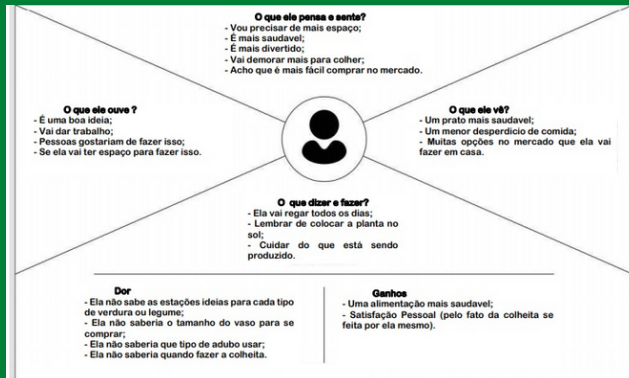 O que ele pensa e sente?
- Vou precisar de mais espaço;
- É mais saudavel;
- É mais divertido;
- Vai demorar mais para colher;
- Acho que é mais fácil comprar no mercado.
O que ele ouve ?
- É uma boa ideia;
- Vai dar trabalho;
- Pessoas gostariam de fazer isso;
- Se ela vai ter espaço para fazer isso.
O que ele vê?
- Um prato mais saudavel;
- Um menor desperdicio de comida;
- Muitas opções no mercado que ela vai
fazer em casa.
O que dizer e fazer?
- Ela vai regar todos os dias;
- Lembrar de colocar a planta no
sol;
- Cuidar do que está sendo
produzido.
Dor
- Ela não sabe as estações ideias para cada tipo
de verdura ou legume;
- Ela não saberia o tamanho do vaso para se
comprar;
- Ela não saberia que tipo de adubo usar;
- Ela não saberia quando fazer a colheita.
Ganhos
- Uma alimentação mais saudavel;
- Satisfação Pessoal (pelo fato da colheita se
feita por ela mesmo).